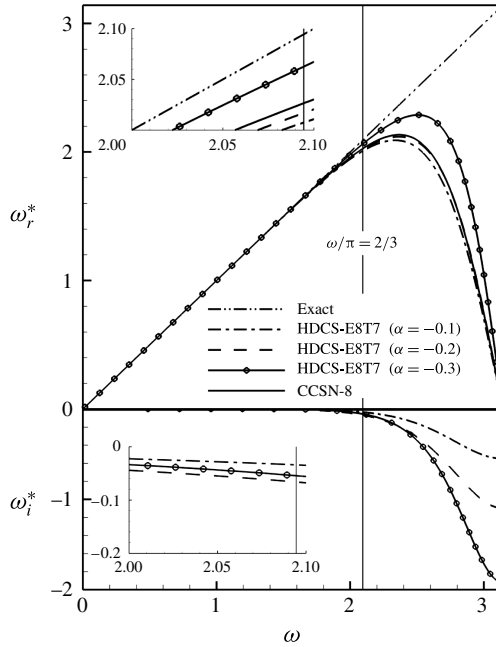 3
2.10
2.05
2.00
2.00
2.05
2.10
2
ω*r
ω/π = 2/3
1
Exact
HDCS-E8T7 (α = −0.1)
HDCS-E8T7 (α = −0.2)
HDCS-E8T7 (α = −0.3)
CCSN-8
0
0
−0.1
−0.2
2.00
2.05
2.10
ω*i
−1
−2
0
1
2
3
ω